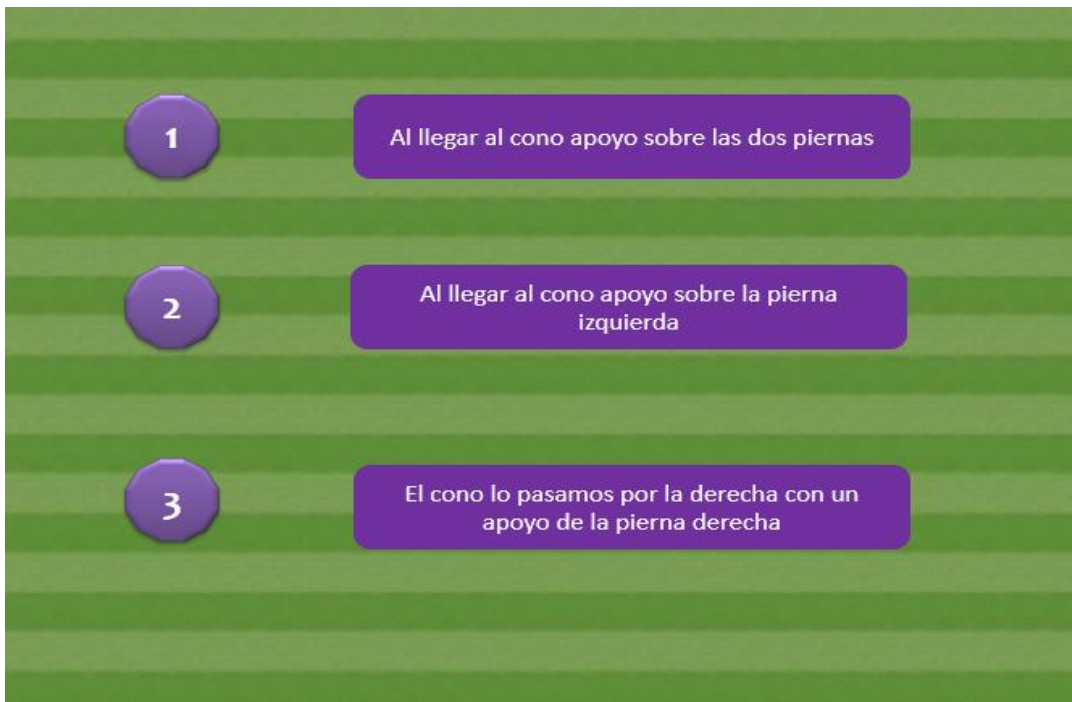 1
Al llegar al cono apoyo sobre las dos piernas
2
Al llegar al cono apoyo sobre la pierna
izquierda
3
El cono lo pasamos por la derecha con un
apoyo de la pierna derecha